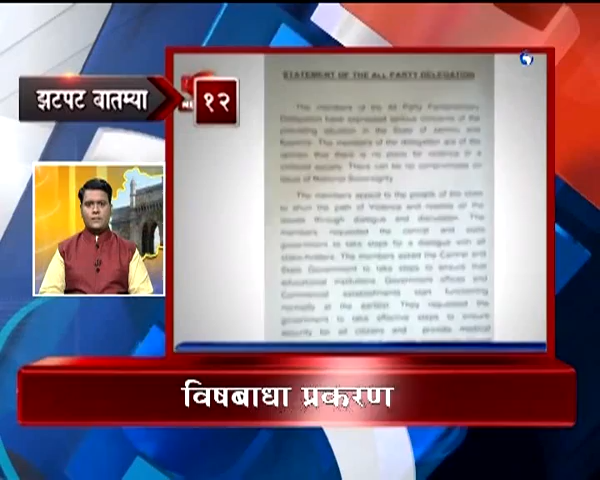 झटपट बातम्या
१२
STATEMENT OF THE ALL PARTY DELEGATION
The members of the All Party Parliamentary
Delegation have expressed serious concerns of the
prevailing situation in the State of Jammu and
Kashmir. The members of the delegation are of the
opinion that there is no place for violence in a
civilized society. There can be no compromise on
issue of National Sovereignty.
The members appeal to the people of the state
to shun the path of violence and resolve all the
issues through dialogue and discussion. The
members requested the central and state
government to take steps for a dialogue with all
stake-holders. The members asked the Central and
State Government to take steps to ensure that
educational institutions, Government offices and
Commercial establishments start functioning
normally at the earliest. They requested the
government to take effective steps to ensure
security for all citizens and provide medical
विषबाधा प्रकरण